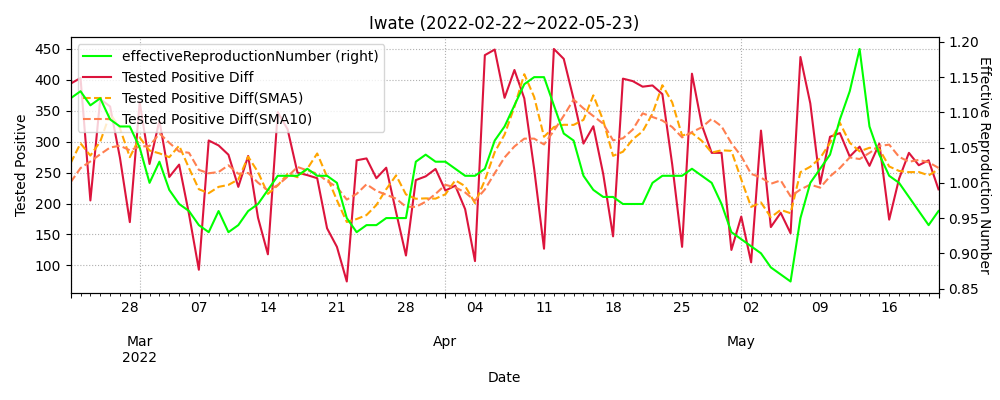 Iwate (2022-02-22~2022-05-23)
effectiveReproductionNumber (right)
Tested Positive Diff
Tested Positive Diff(SMA5)
Tested Positive Diff(SMA10)
Tested Positive
450
400
350
300
250
200
150
100
1.20
1.15
1.10
1.05
1.00
0.95
0.90
0.85
Effective Reproduction Number
28 07 14 21 28 04 11 18 25 02 09 16
Mar Apr May
2022
Date